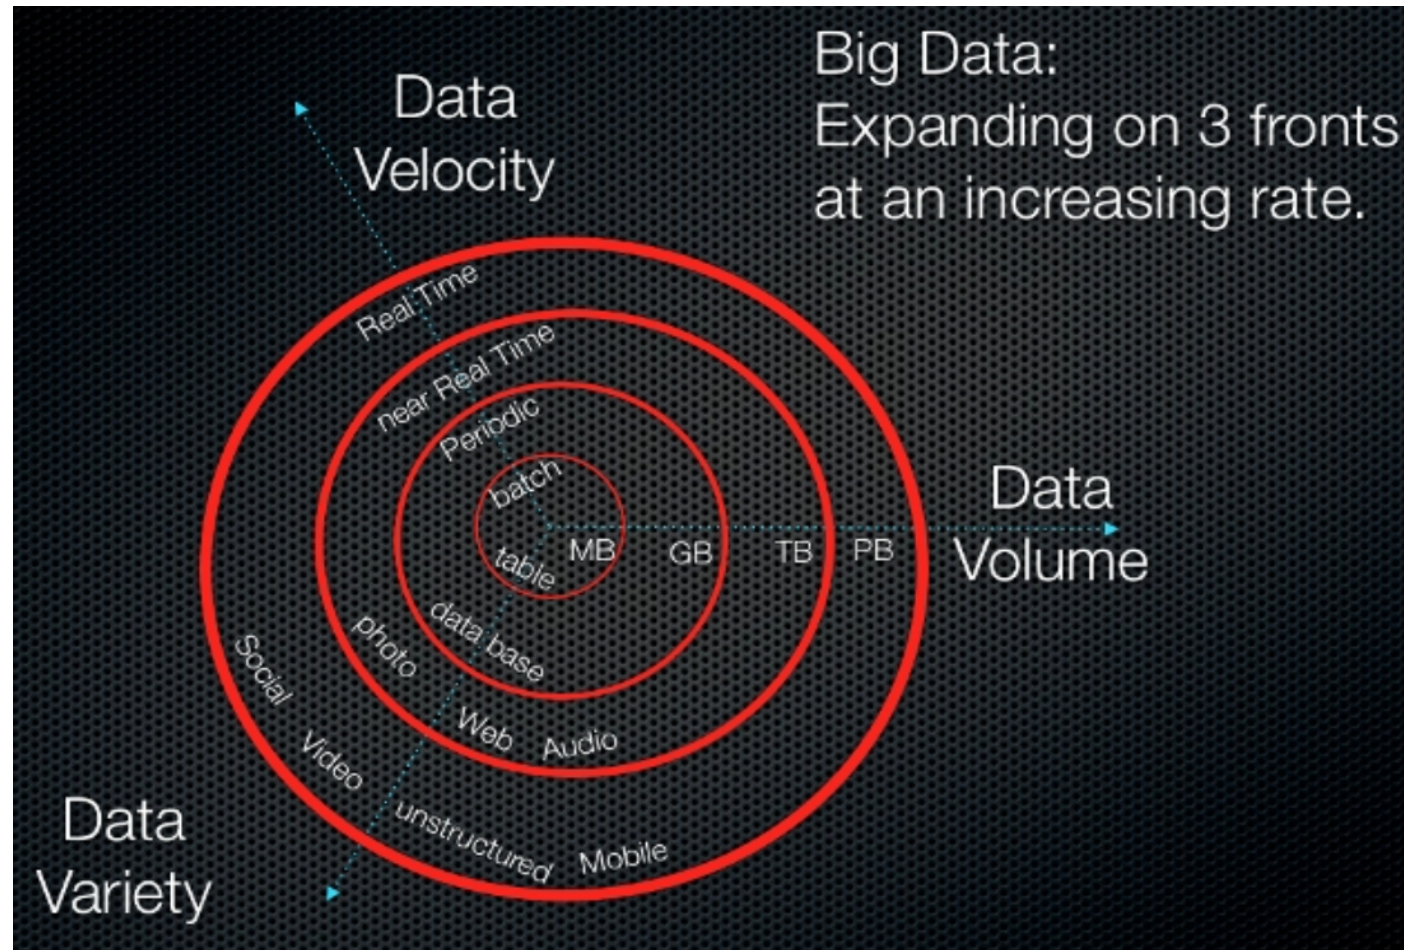 Big Data:
Expanding on 3 fronts
at an increasing rate.
Data
Velocity
Real Time
near Real Time
Periodic
batch
table
MB
GB
TB
PB
Data
Volume
data base
photo
Web
Audio
Social
Video
unstructured
Mobile
Data
Variety